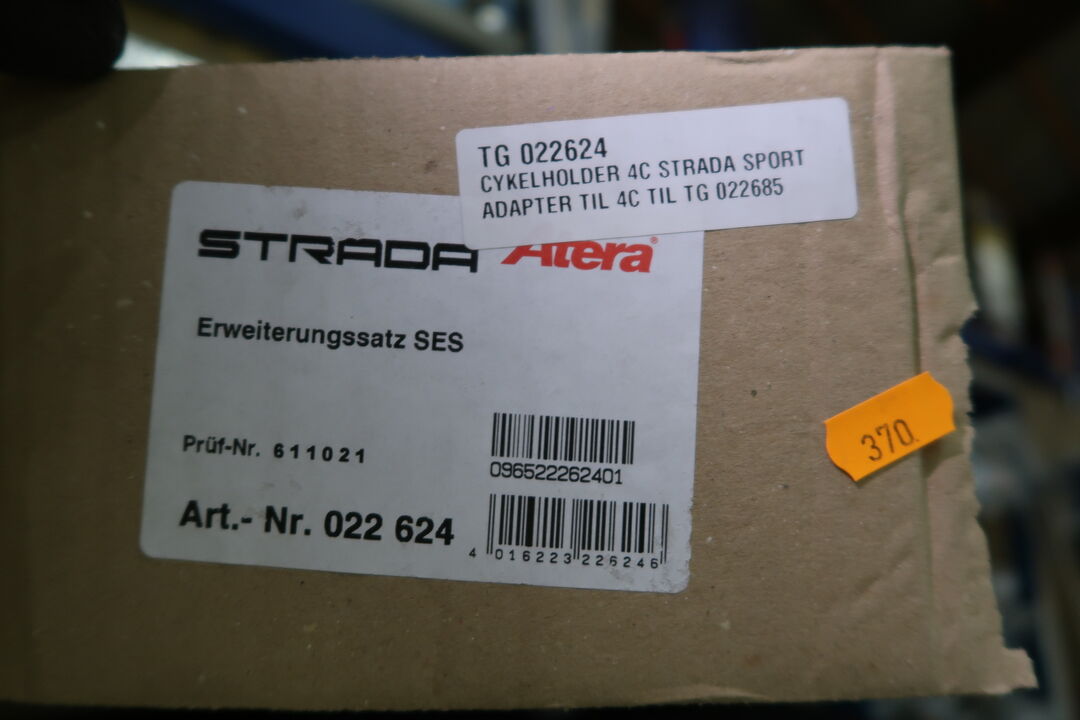 TG 022624
CYKELHOLDER 4C STRADA SPORT
ADAPTER TIL 4C TIL TG 022685
STRADA Atera®
Erweiterungssatz SES
Prüf-Nr. 611021
096522262401
Art.- Nr. 022 624
4 016223 226246
370.